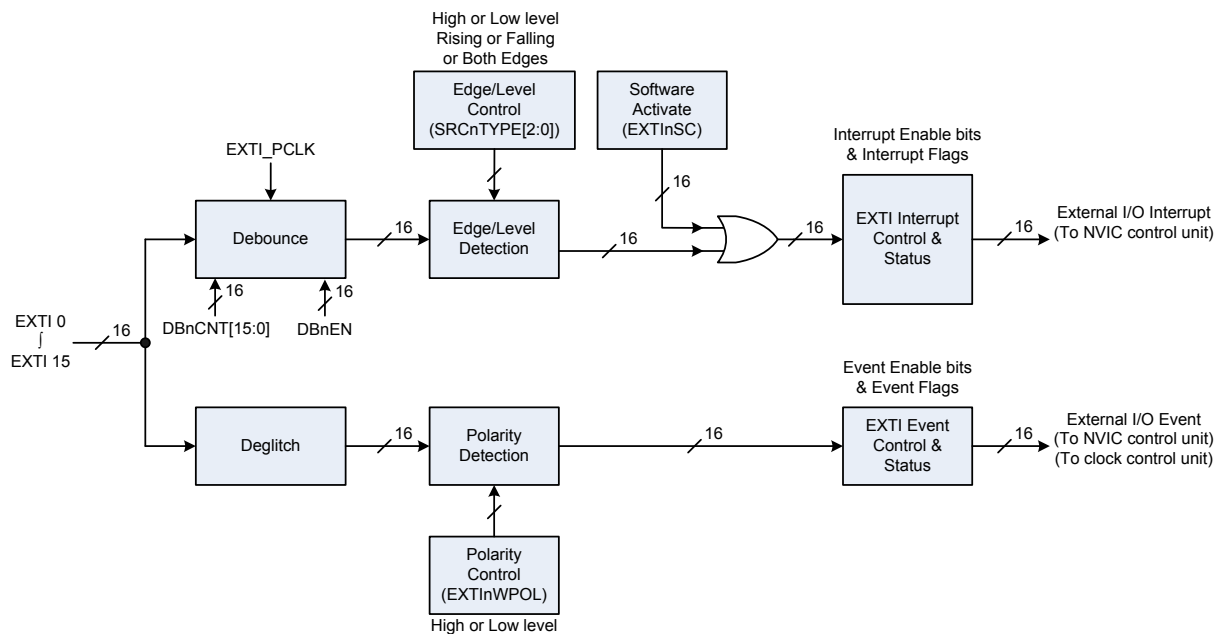 High or Low level
Rising or Falling
or Both Edges
Edge/Level
Control
(SRCnTYPE[2:0])
Software
Activate
(EXTInSC)
Interrupt Enable bits
& Interrupt Flags
EXTI_PCLK
16
Debounce
16
Edge/Level
Detection
16
16
EXTI Interrupt
Control &
Status
16
External I/O Interrupt
(To NVIC control unit)
16
16
DBnCNT[15:0]
DBnEN
EXTI 0
∫
EXTI 15
16
Event Enable bits
& Event Flags
Deglitch
16
Polarity
Detection
16
EXTI Event
Control &
Status
16
External I/O Event
(To NVIC control unit)
(To clock control unit)
Polarity
Control
(EXTInWPOL)
High or Low level